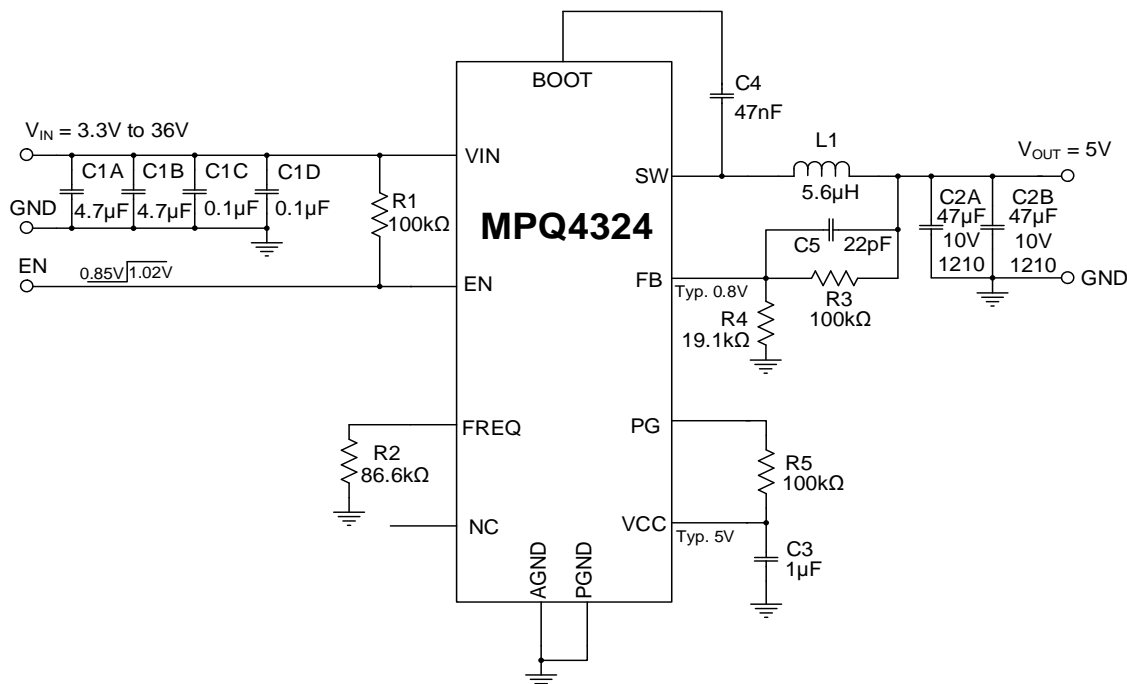 BOOT
C4
47nF
V_IN = 3.3V to 36V
VIN
C1A
C1B
C1C
C1D
4.7µF
4.7µF
0.1µF
0.1µF
GND
R1
100kΩ
EN
0.85V
1.02V
EN
MPQ4324
SW
L1
5.6µH
V_OUT = 5V
C2A
47µF
10V
1210
C2B
47µF
10V
1210
GND
C5
22pF
FB
Typ. 0.8V
R3
100kΩ
R4
19.1kΩ
FREQ
R2
86.6kΩ
NC
PG
R5
100kΩ
VCC
Typ. 5V
C3
1µF
AGND
PGND